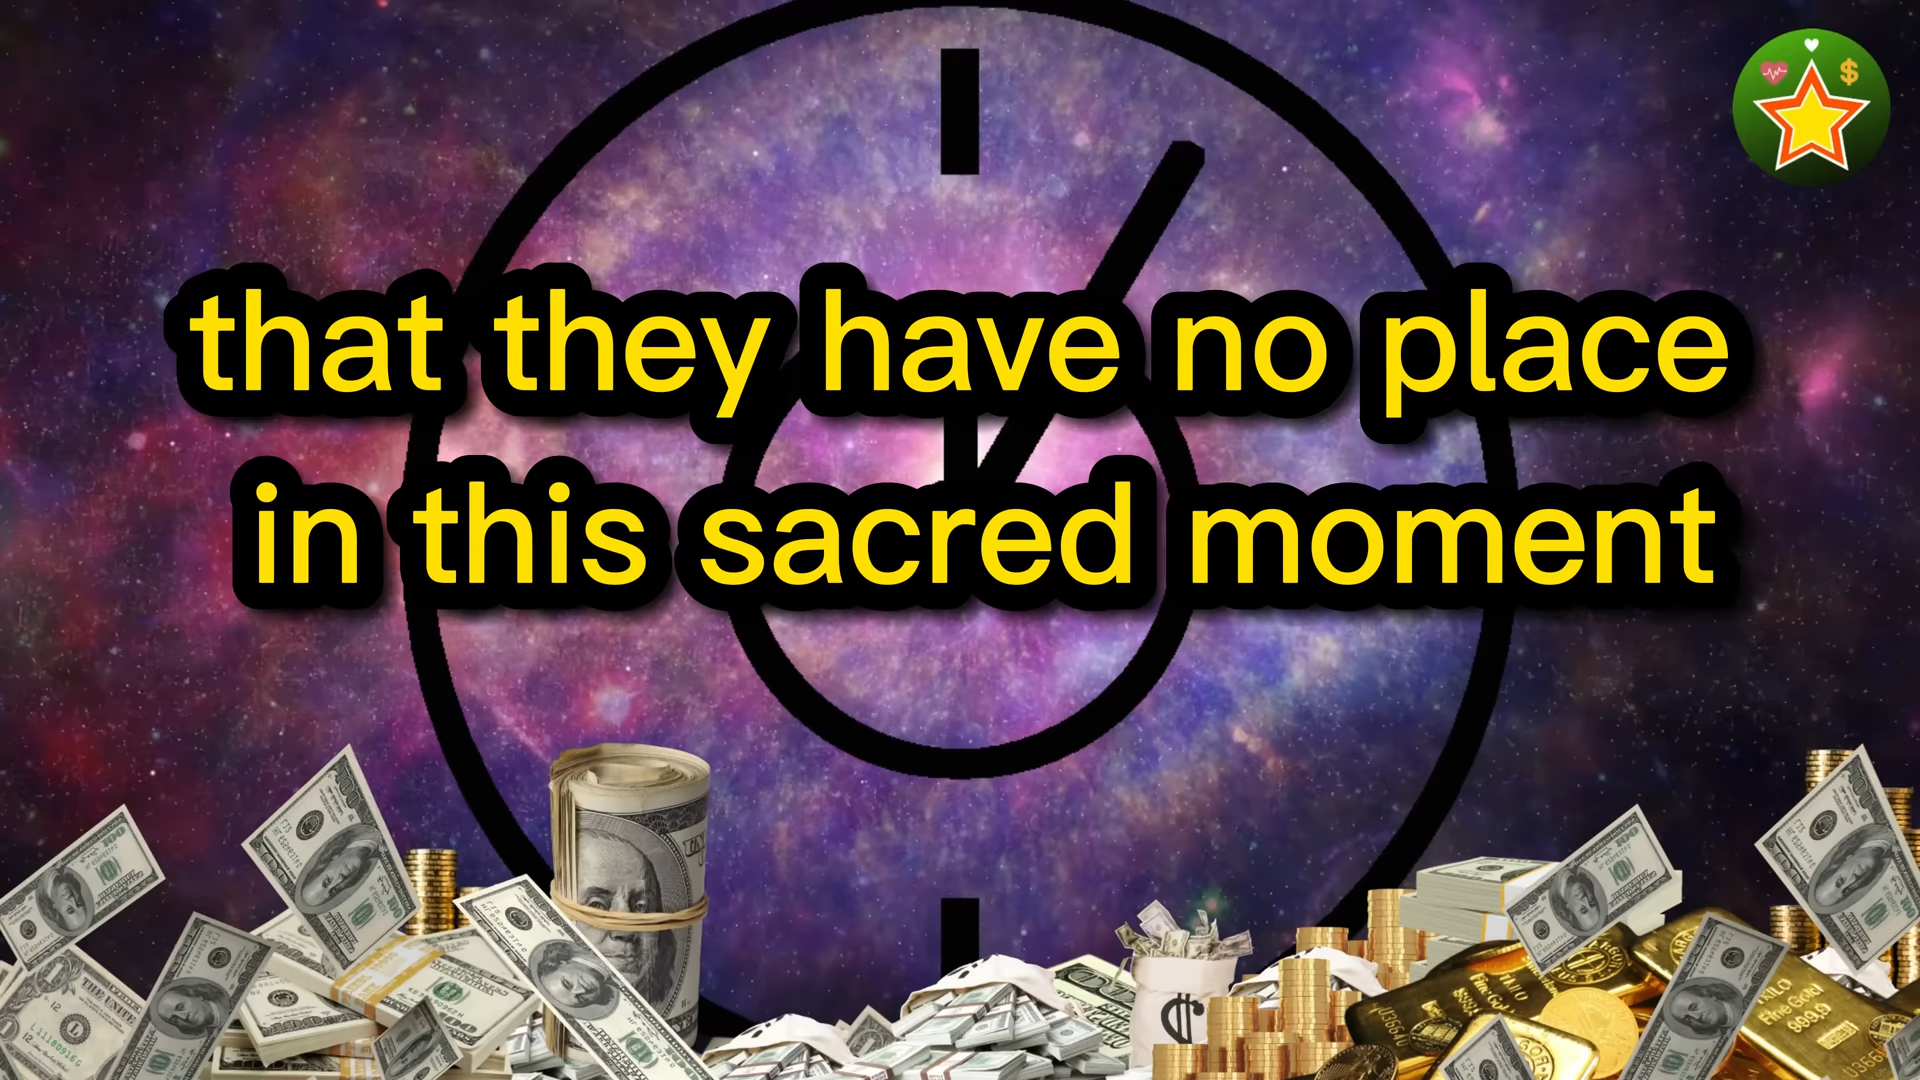 that they have no place
in this sacred moment